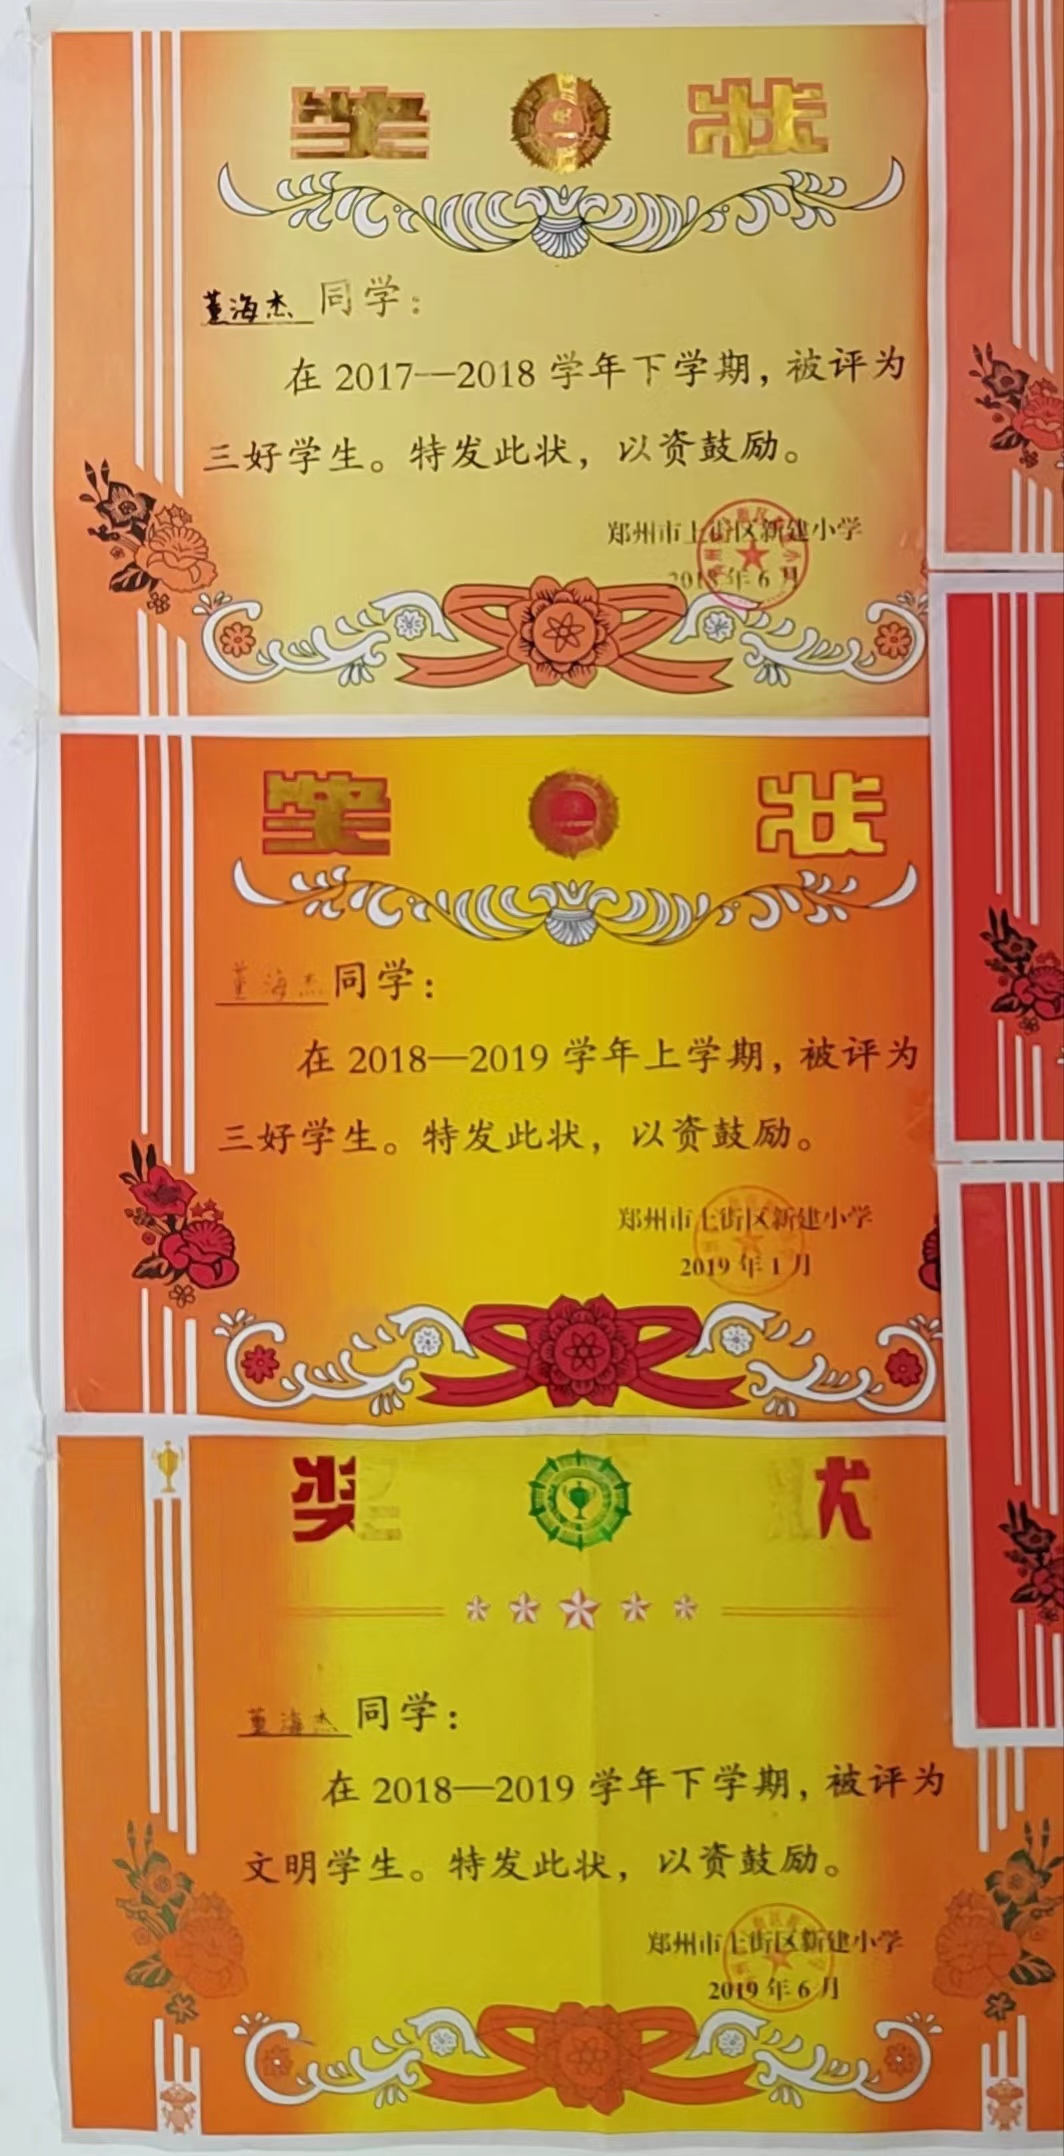 奖 状
董海杰 同学：
在 2017—2018 学年下学期，被评为
三好学生。特发此状，以资鼓励。
郑州市上街区新建小学
2018 年 6 月
奖 状
董海杰 同学：
在 2018—2019 学年上学期，被评为
三好学生。特发此状，以资鼓励。
郑州市上街区新建小学
2019 年 1 月
奖 状
董海杰 同学：
在 2018—2019 学年下学期，被评为
文明学生。特发此状，以资鼓励。
郑州市上街区新建小学
2019 年 6 月